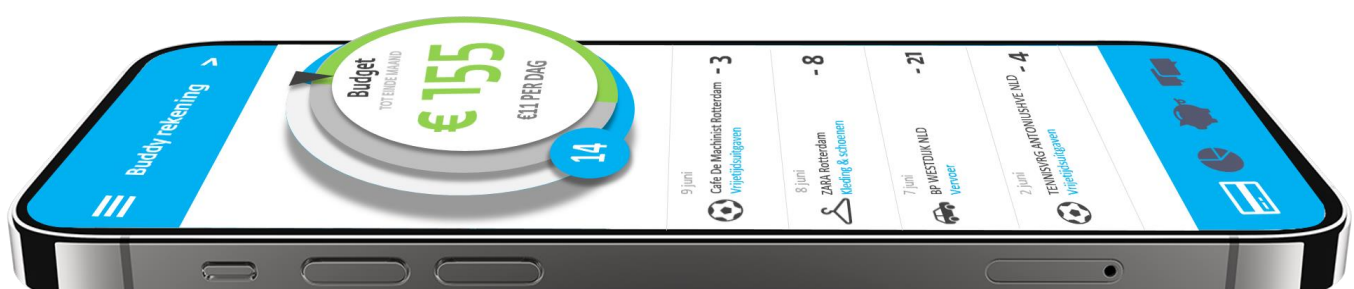 Buddy rekening
Budget
TOT EINDE MAAND
€ 155
€11 PER DAG
14
9 juni
Cafe De Machinist Rotterdam - 3
Vrijetijdsuitgaven
8 juni
ZARA Rotterdam - 8
Kleding & schoenen
7 juni
BP WESTDIJK NLD - 21
Vervoer
2 juni
TENNISVRG ANTONIUSHVE NLD - 4
Vrijetijdsuitgaven